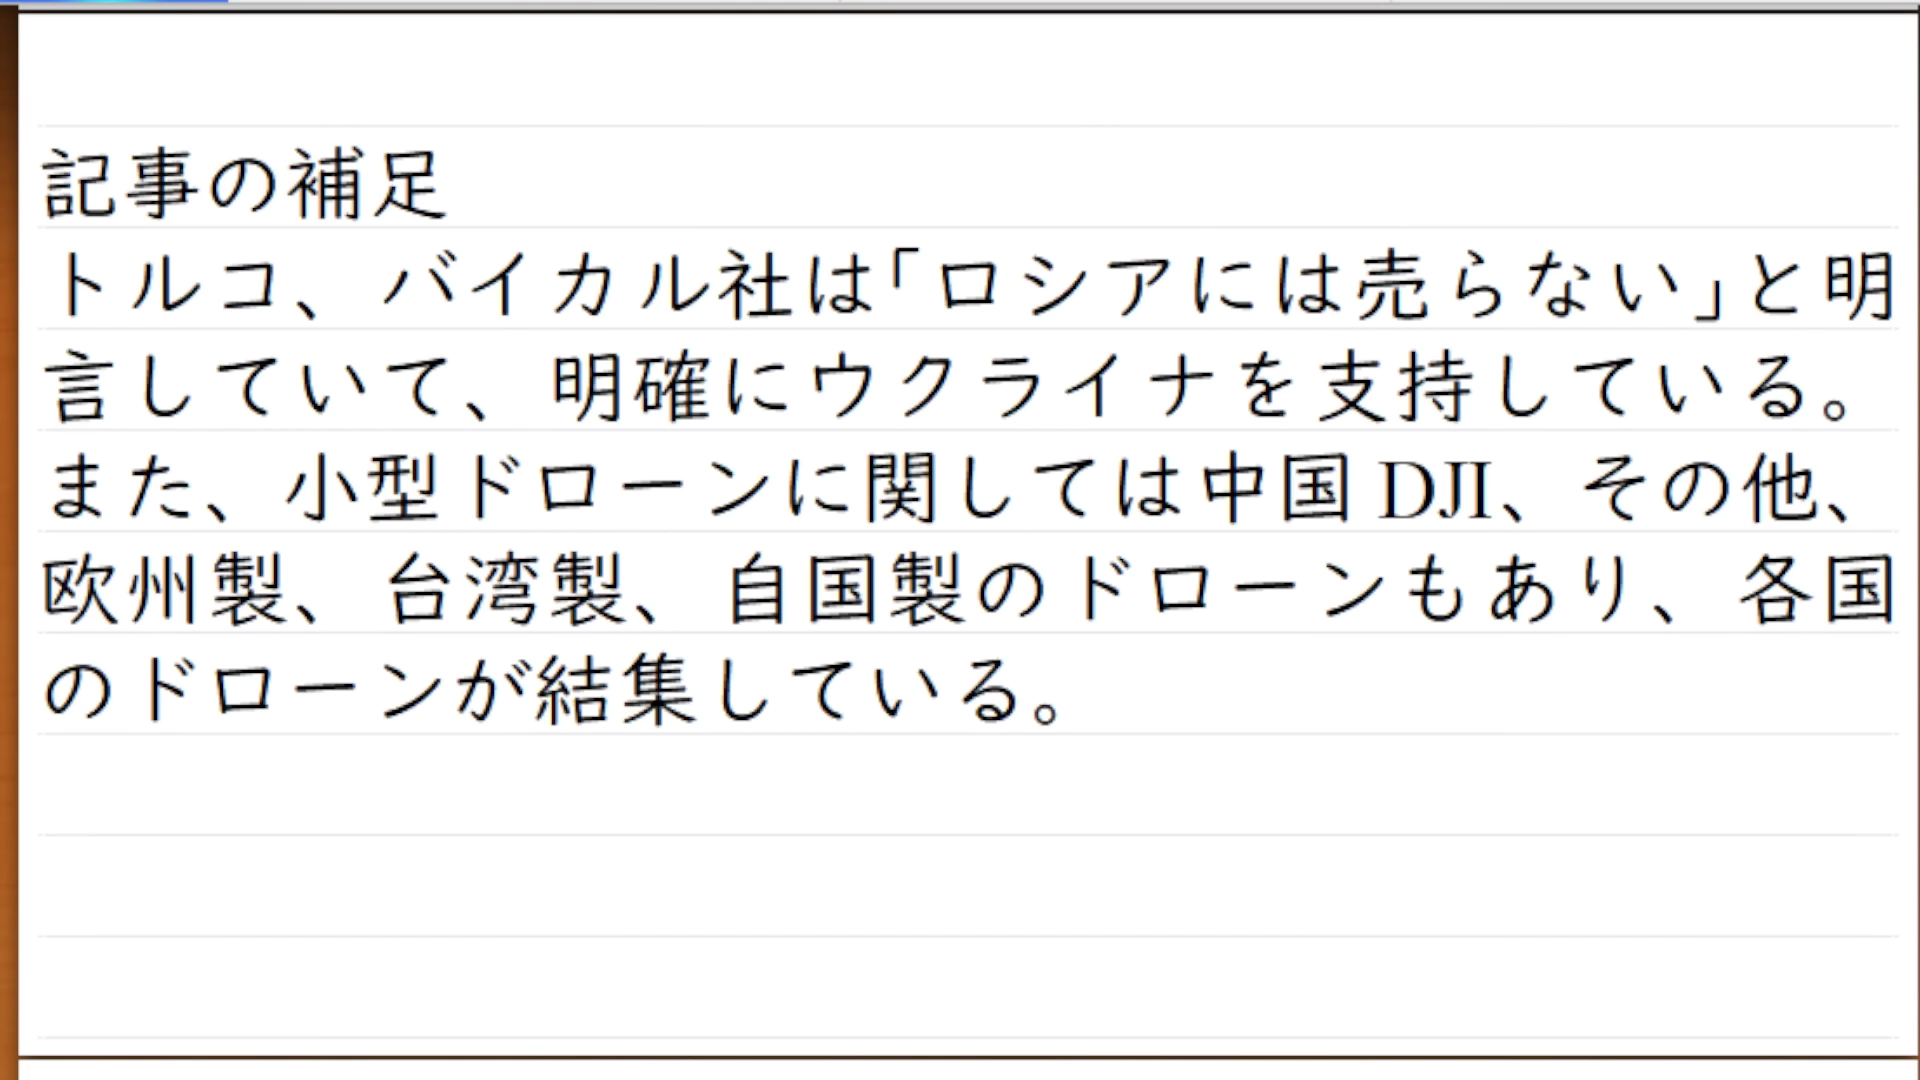 記事の補足
トルコ、バイカル社は「ロシアには売らない」と明
言していて、明確にウクライナを支持している。
また、小型ドローンに関しては中国 DJI、その他、
欧州製、台湾製、自国製のドローンもあり、各国
のドローンが結集している。